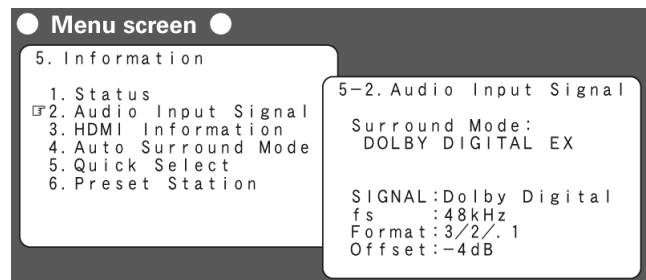 Menu screen
5. Information
1. Status
☞2. Audio Input Signal
3. HDMI Information
4. Auto Surround Mode
5. Quick Select
6. Preset Station
5-2. Audio Input Signal
Surround Mode:
DOLBY DIGITAL EX
SIGNAL:Dolby Digital
fs :48kHz
Format:3/2/.1
Offset:-4dB